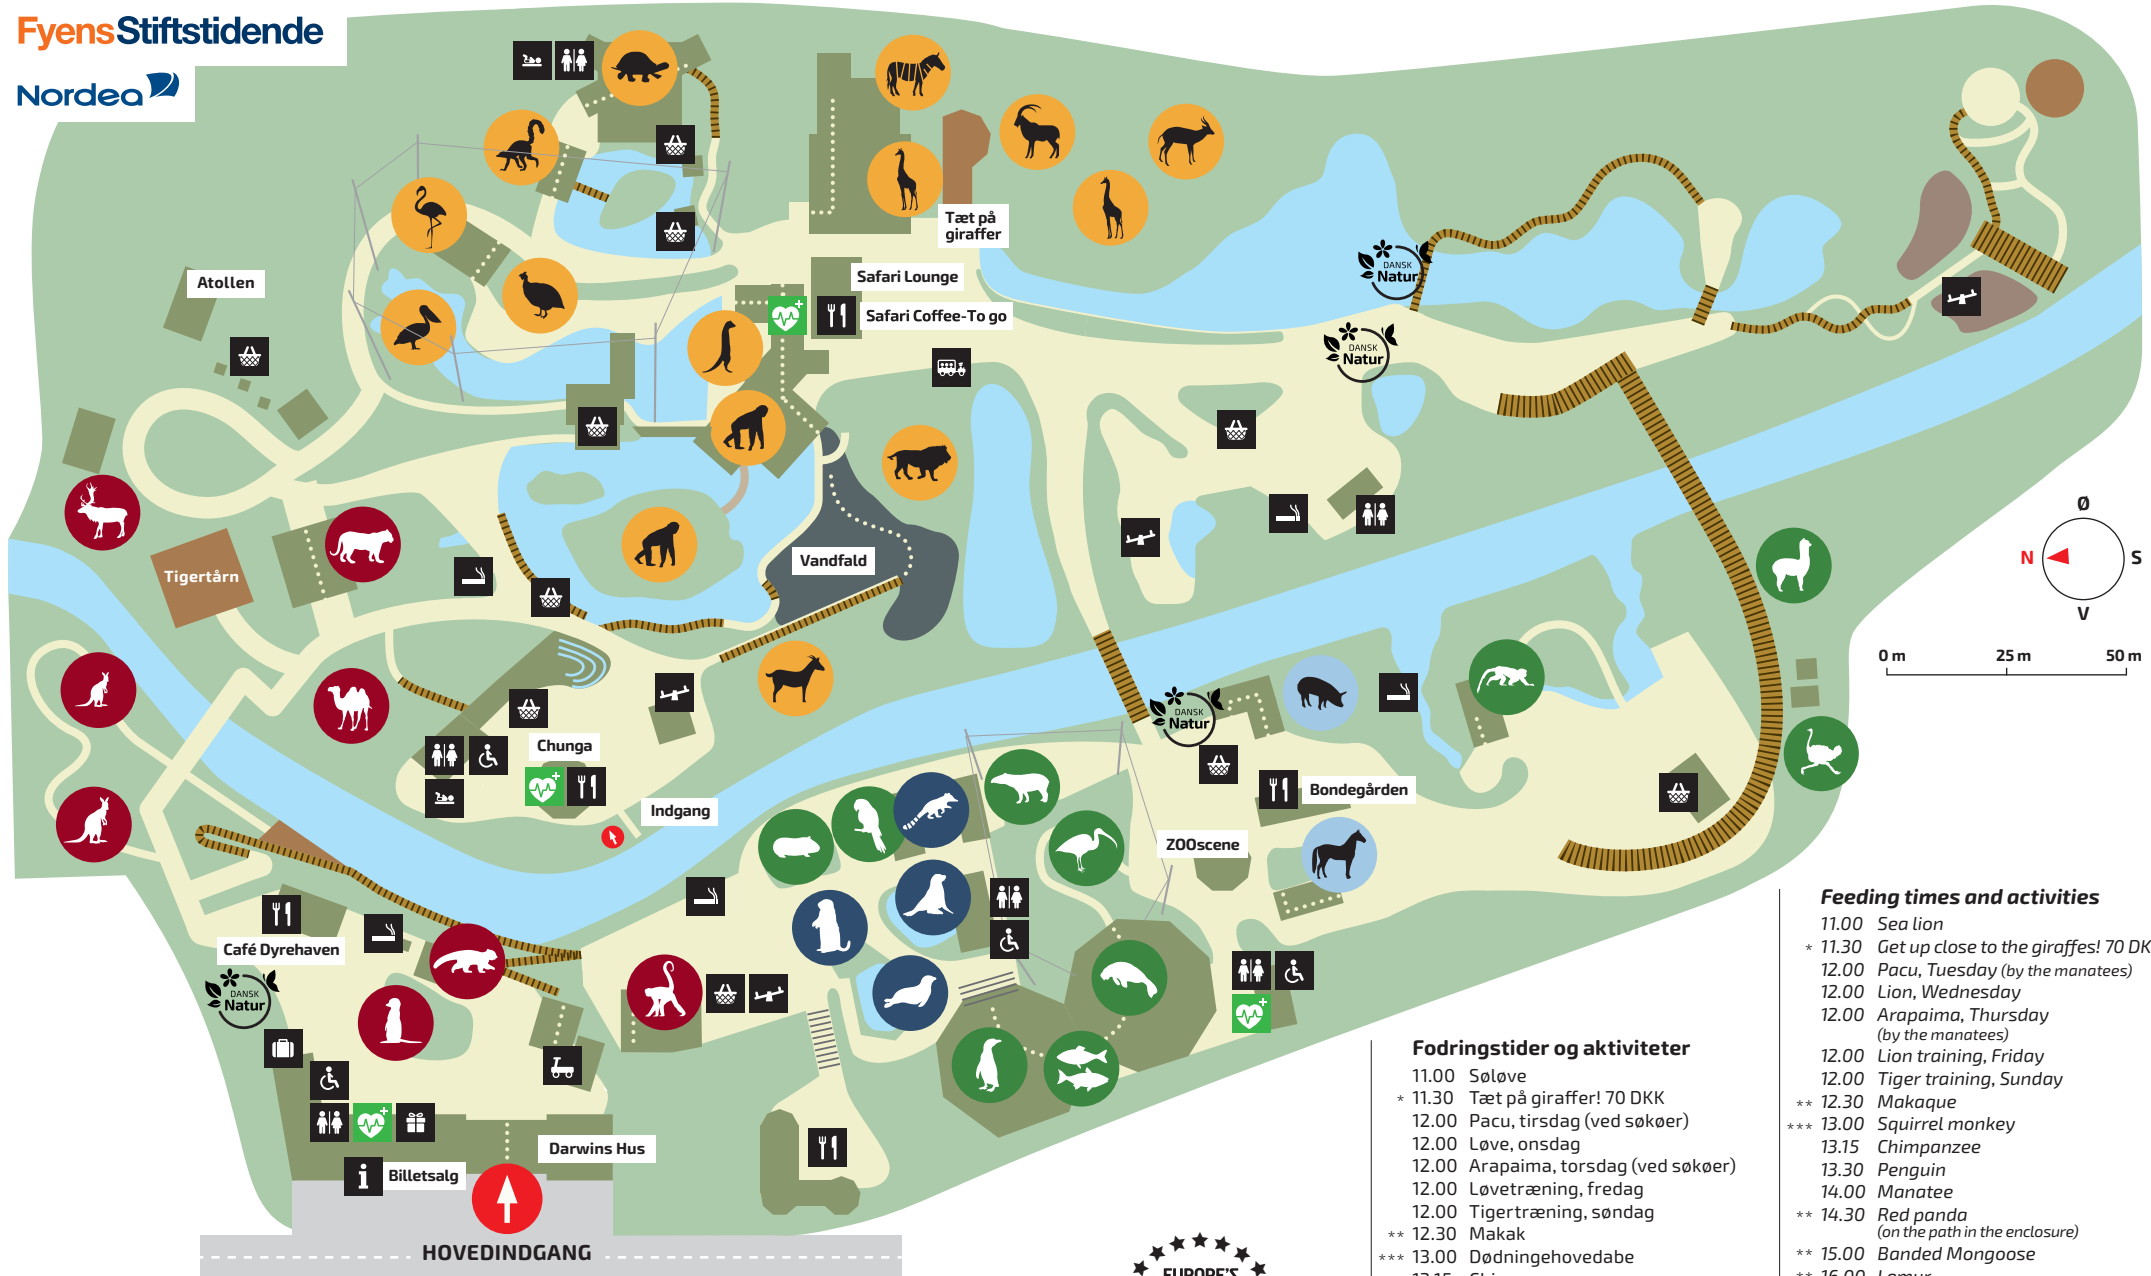 FyensStiftstidende
Nordea
Tæt på
giraffer
Safari Lounge
Safari Coffee-To go
Atollen
DANSK
Natur
DANSK
Natur
Vandfald
Tigertårn
Ø
N
S
V
0 m
25 m
50 m
DANSK
Natur
Chunga
Indgang
Bondegården
ZOOscene
Café Dyrehaven
DANSK
Natur
Darwins Hus
i
Billetsalg
HOVEDINDGANG
EUROPE'S
Fodringstider og aktiviteter
11.00 Søløve
* 11.30 Tæt på giraffer! 70 DKK
12.00 Pacu, tirsdag (ved søkøer)
12.00 Løve, onsdag
12.00 Arapaima, torsdag (ved søkøer)
12.00 Løvetræning, fredag
12.00 Tigertræning, søndag
** 12.30 Makak
*** 13.00 Dødningehovedabe
Feeding times and activities
11.00 Sea lion
* 11.30 Get up close to the giraffes! 70 DK
12.00 Pacu, Tuesday (by the manatees)
12.00 Lion, Wednesday
12.00 Arapaima, Thursday
(by the manatees)
12.00 Lion training, Friday
12.00 Tiger training, Sunday
** 12.30 Makaque
*** 13.00 Squirrel monkey
13.15 Chimpanzee
13.30 Penguin
14.00 Manatee
** 14.30 Red panda
(on the path in the enclosure)
** 15.00 Banded Mongoose
** 16.00 Lemur